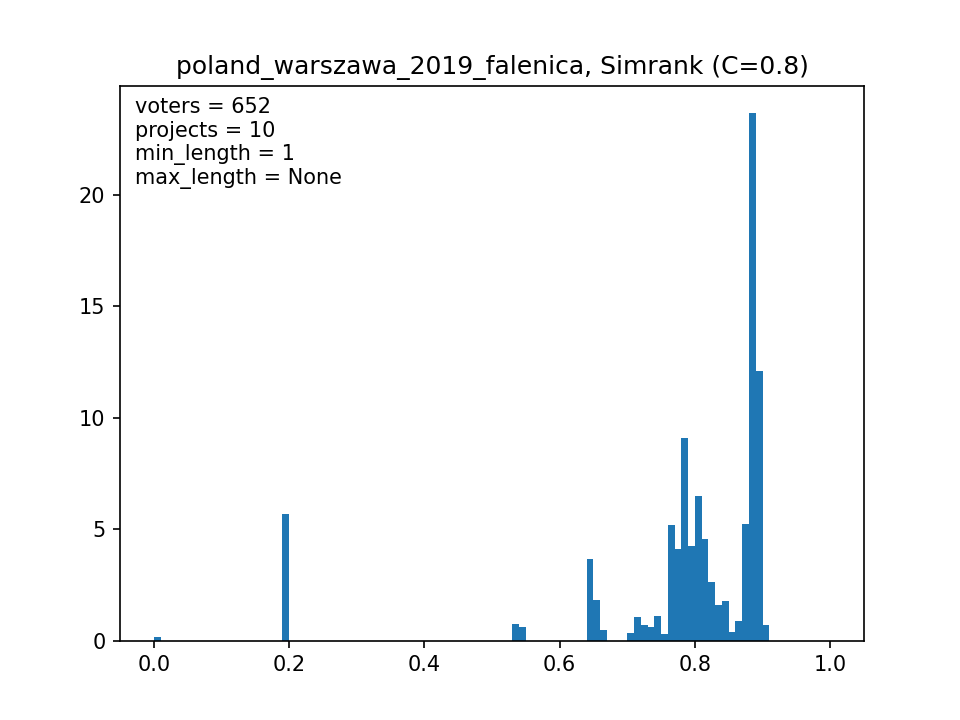 poland_warszawa_2019_falenica, Simrank (C=0.8)
voters = 652
projects = 10
min_length = 1
max_length = None
20
15
10
5
0
0.0 0.2 0.4 0.6 0.8 1.0